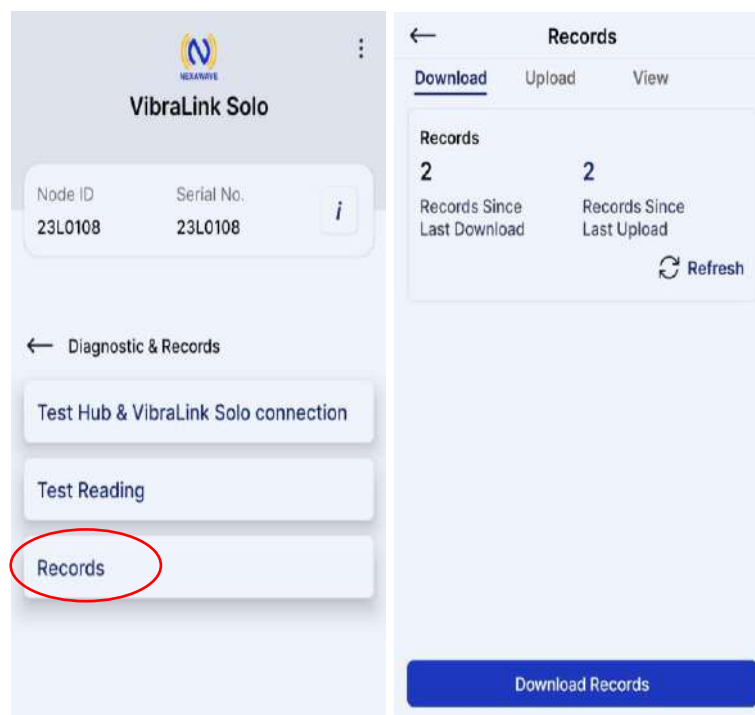 NEXAWAVE
VibraLink Solo
Node ID
Serial No.
23L0108
23L0108
i
Diagnostic & Records
Test Hub & VibraLink Solo connection
Test Reading
Records
Records
Download Upload View
Records
2 2
Records Since Records Since
Last Download Last Upload
Refresh
Download Records